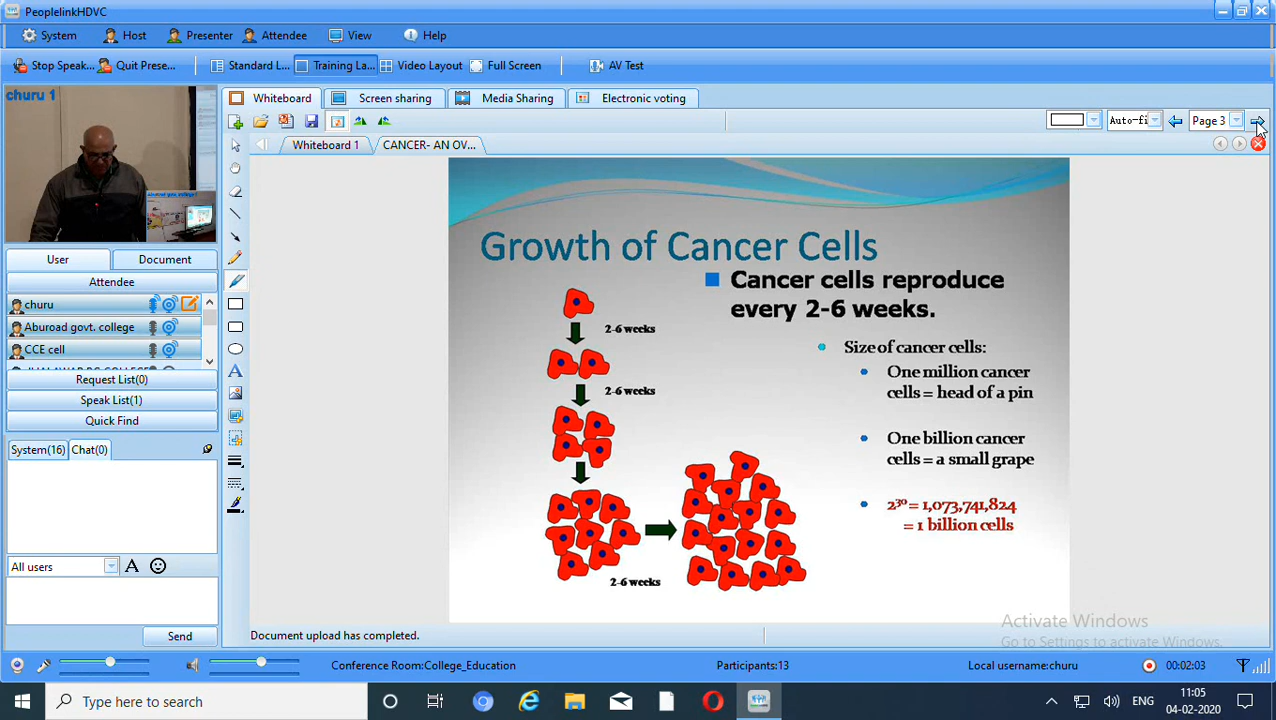 PeoplelinkHDVC
System Host Presenter Attendee View Help
Stop Speak... Quit Prese... Standard L... Training La... Video Layout Full Screen AV Test
churu 1
Whiteboard Screen sharing Media Sharing Electronic voting
Auto-fi Page 3
Whiteboard 1 CANCER- AN OV...
User Document
Attendee
churu
Aburoad govt. college
CCE cell
Request List(0)
Speak List(1)
Quick Find
System(16) Chat(0)
All users
Send
Growth of Cancer Cells
Cancer cells reproduce
every 2-6 weeks.
2-6 weeks
2-6 weeks
2-6 weeks
Size of cancer cells:
One million cancer
cells = head of a pin
One billion cancer
cells = a small grape
2³⁰ = 1,073,741,824
= 1 billion cells
Activate Windows
Go to Settings to activate Windows.
Document upload has completed.
Conference Room:College_Education Participants:13 Local username:churu 00:02:03
Type here to search
ENG
11:05
04-02-2020